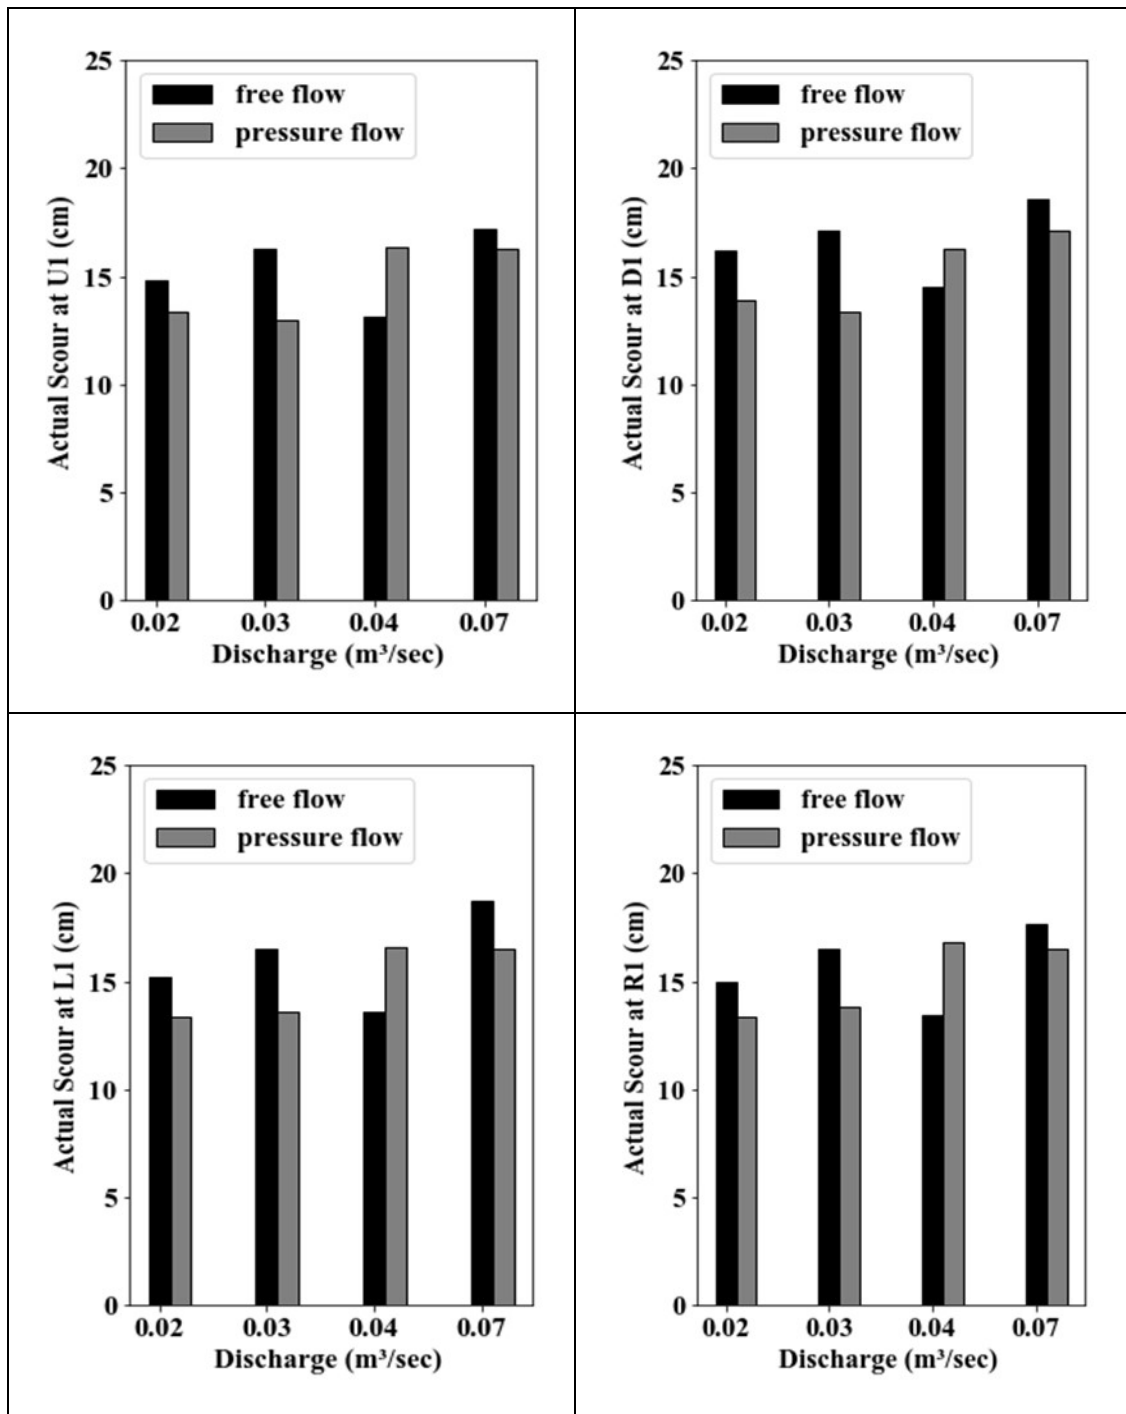 25
20
15
10
5
0
Actual Scour at U1 (cm)
free flow
pressure flow
0.02 0.03 0.04 0.07
Discharge (m³/sec)
25
20
15
10
5
0
Actual Scour at D1 (cm)
free flow
pressure flow
0.02 0.03 0.04 0.07
Discharge (m³/sec)
25
20
15
10
5
0
Actual Scour at L1 (cm)
free flow
pressure flow
0.02 0.03 0.04 0.07
Discharge (m³/sec)
25
20
15
10
5
0
Actual Scour at R1 (cm)
free flow
pressure flow
0.02 0.03 0.04 0.07
Discharge (m³/sec)